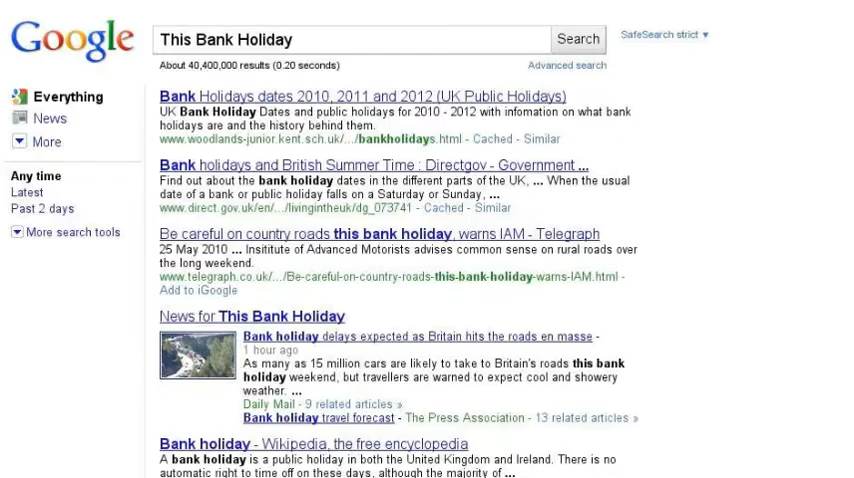 Google
This Bank Holiday
Search
SafeSearch strict ▼
About 40,400,000 results (0.20 seconds)
Advanced search
Everything
News
More
Any time
Latest
Past 2 days
More search tools
Bank Holidays dates 2010, 2011 and 2012 (UK Public Holidays)
UK Bank Holiday Dates and public holidays for 2010 - 2012 with infomation on what bank
holidays are and the history behind them.
www.woodlands-junior.kent.sch.uk/.../bankholidays.html - Cached - Similar
Bank holidays and British Summer Time : Directgov - Government ...
Find out about the bank holiday dates in the different parts of the UK, ... When the usual
date of a bank or public holiday falls on a Saturday or Sunday, ...
www.direct.gov.uk/en/.../livingintheuk/dg_073741 - Cached - Similar
Be careful on country roads this bank holiday, warns IAM - Telegraph
25 May 2010 ... Insititute of Advanced Motorists advises common sense on rural roads over
the long weekend.
www.telegraph.co.uk/.../Be-careful-on-country-roads-this-bank-holiday-warns-IAM.html -
Add to iGoogle
News for This Bank Holiday
Bank holiday delays expected as Britain hits the roads en masse -
1 hour ago
As many as 15 million cars are likely to take to Britain's roads this bank
holiday weekend, but travellers are warned to expect cool and showery
weather. ...
Daily Mail - 9 related articles »
Bank holiday travel forecast - The Press Association - 13 related articles »
Bank holiday - Wikipedia, the free encyclopedia
A bank holiday is a public holiday in both the United Kingdom and Ireland. There is no
automatic right to time off on these days, although the majority of ...